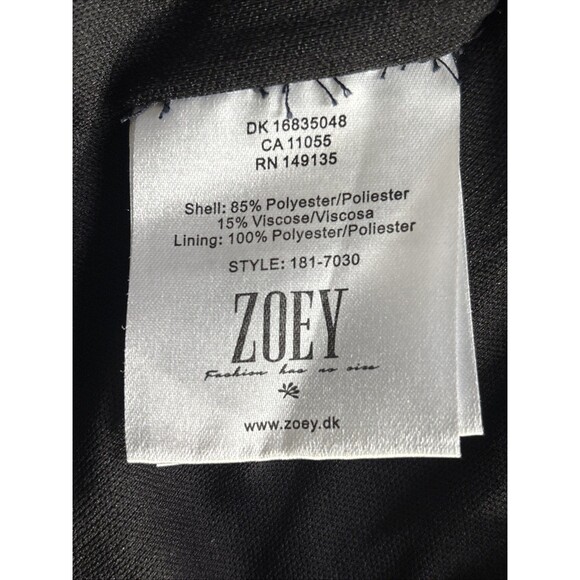 DK 16835048
CA 11055
RN 149135
Shell: 85% Polyester/Poliester
15% Viscose/Viscosa
Lining: 100% Polyester/Poliester
STYLE: 181-7030
ZOEY
Fashion has no size
www.zoey.dk